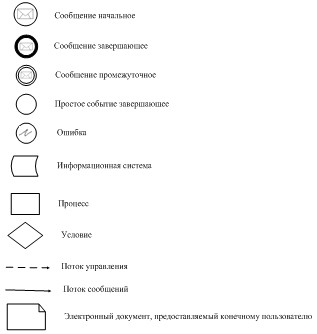 Сообщение начальное
Сообщение завершающее
Сообщение промежуточное
Простое событие завершающее
Ошибка
Информационная система
Процесс
Условие
Поток управления
Поток сообщений
Электронный документ, предоставляемый конечному пользователю